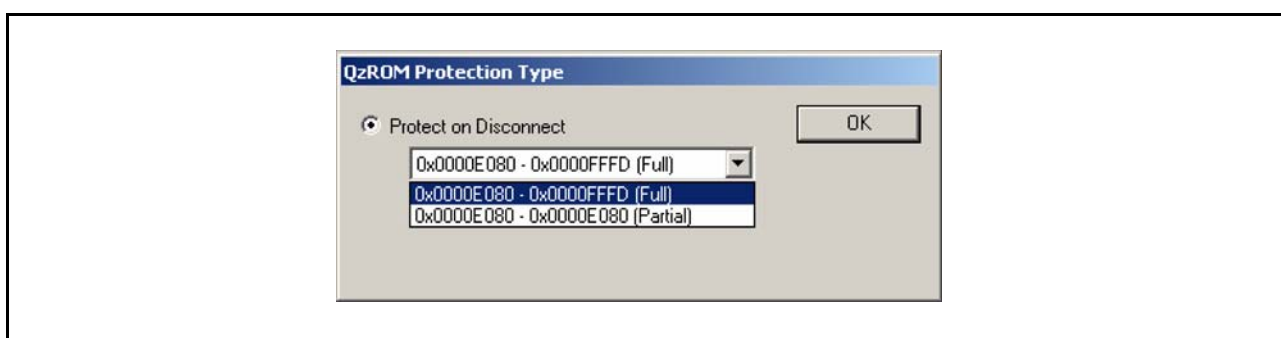 QzROM Protection Type
Protect on Disconnect
OK
0x0000E080 - 0x0000FFFD (Full)
0x0000E080 - 0x0000FFFD (Full)
0x0000E080 - 0x0000E080 (Partial)